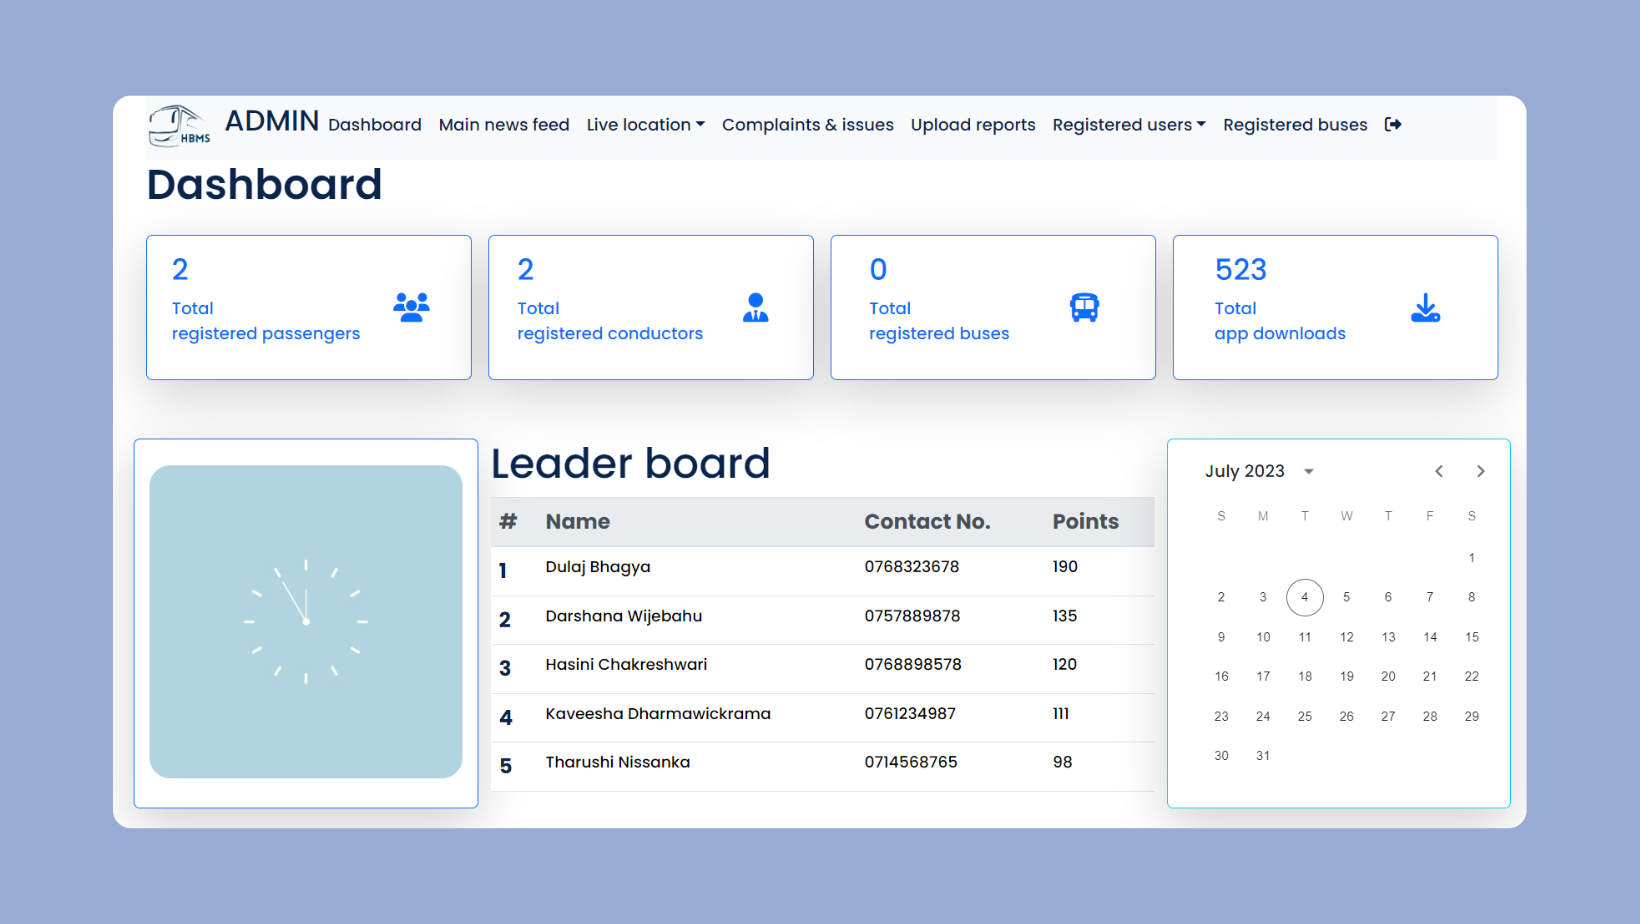 HBMS
ADMIN Dashboard Main news feed Live location Complaints & issues Upload reports Registered users Registered buses
Dashboard
2
Total
registered passengers
2
Total
registered conductors
0
Total
registered buses
523
Total
app downloads
Leader board
# Name Contact No. Points
1 Dulaj Bhagya 0768323678 190
2 Darshana Wijebahu 0757889878 135
3 Hasini Chakreshwari 0768898578 120
4 Kaveesha Dharmawickrama 0761234987 111
5 Tharushi Nissanka 0714568765 98
July 2023
S M T W T F S
1
2 3 4 5 6 7 8
9 10 11 12 13 14 15
16 17 18 19 20 21 22
23 24 25 26 27 28 29
30 31